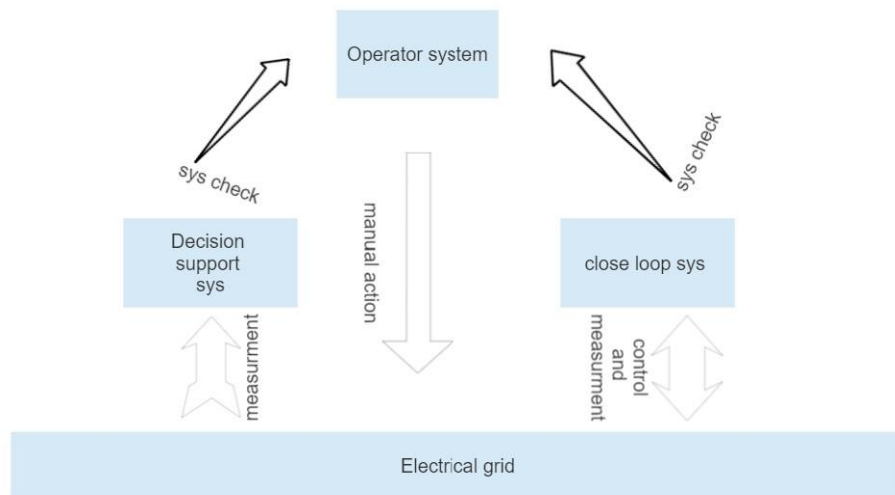 Operator system
sys check
sys check
manual action
Decision
support
sys
close loop sys
measurment
control
and
measurment
Electrical grid